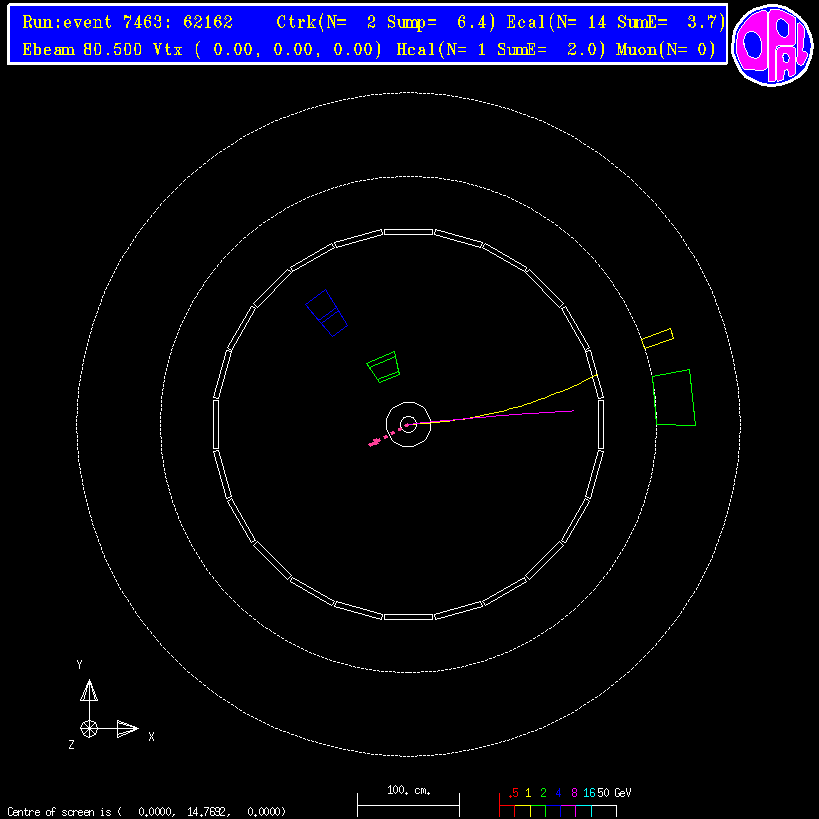 Run:event 7463: 62162 Ctrk(N= 2 Sump= 6.4) Ecal(N= 14 SumE= 3.7)
Ebeam 80.500 Vtx ( 0.00, 0.00, 0.00) Hcal(N= 1 SumE= 2.0) Muon(N= 0)
OPAL
Y
Z X
100. cm.
.5 1 2 4 8 16 50 GeV
Centre of screen is ( 0.0000, 14.7692, 0.0000)